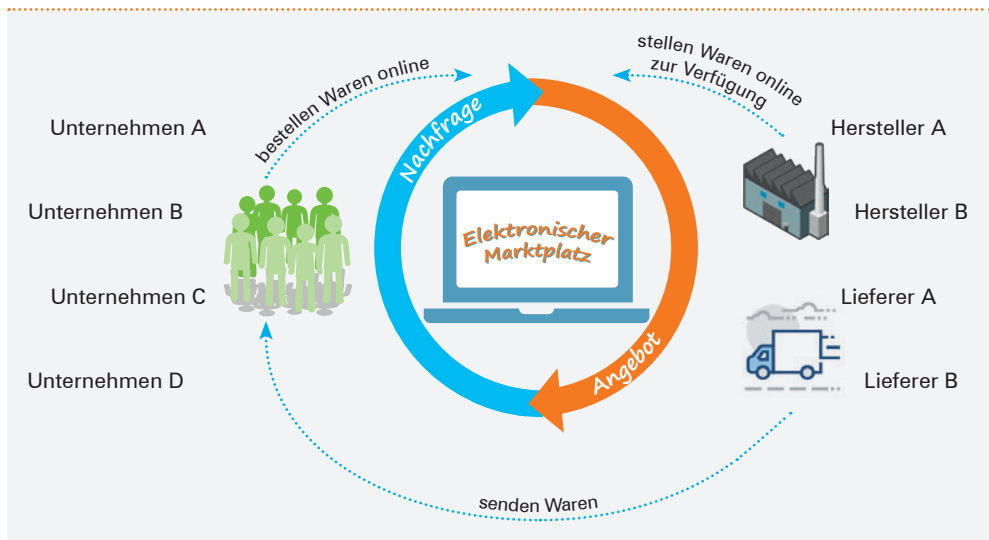 bestellen Waren online
stellen Waren online
zur Verfügung
Unternehmen A
Unternehmen B
Unternehmen C
Unternehmen D
Nachfrage
Elektronischer
Marktplatz
Angebot
Hersteller A
Hersteller B
Lieferer A
Lieferer B
senden Waren